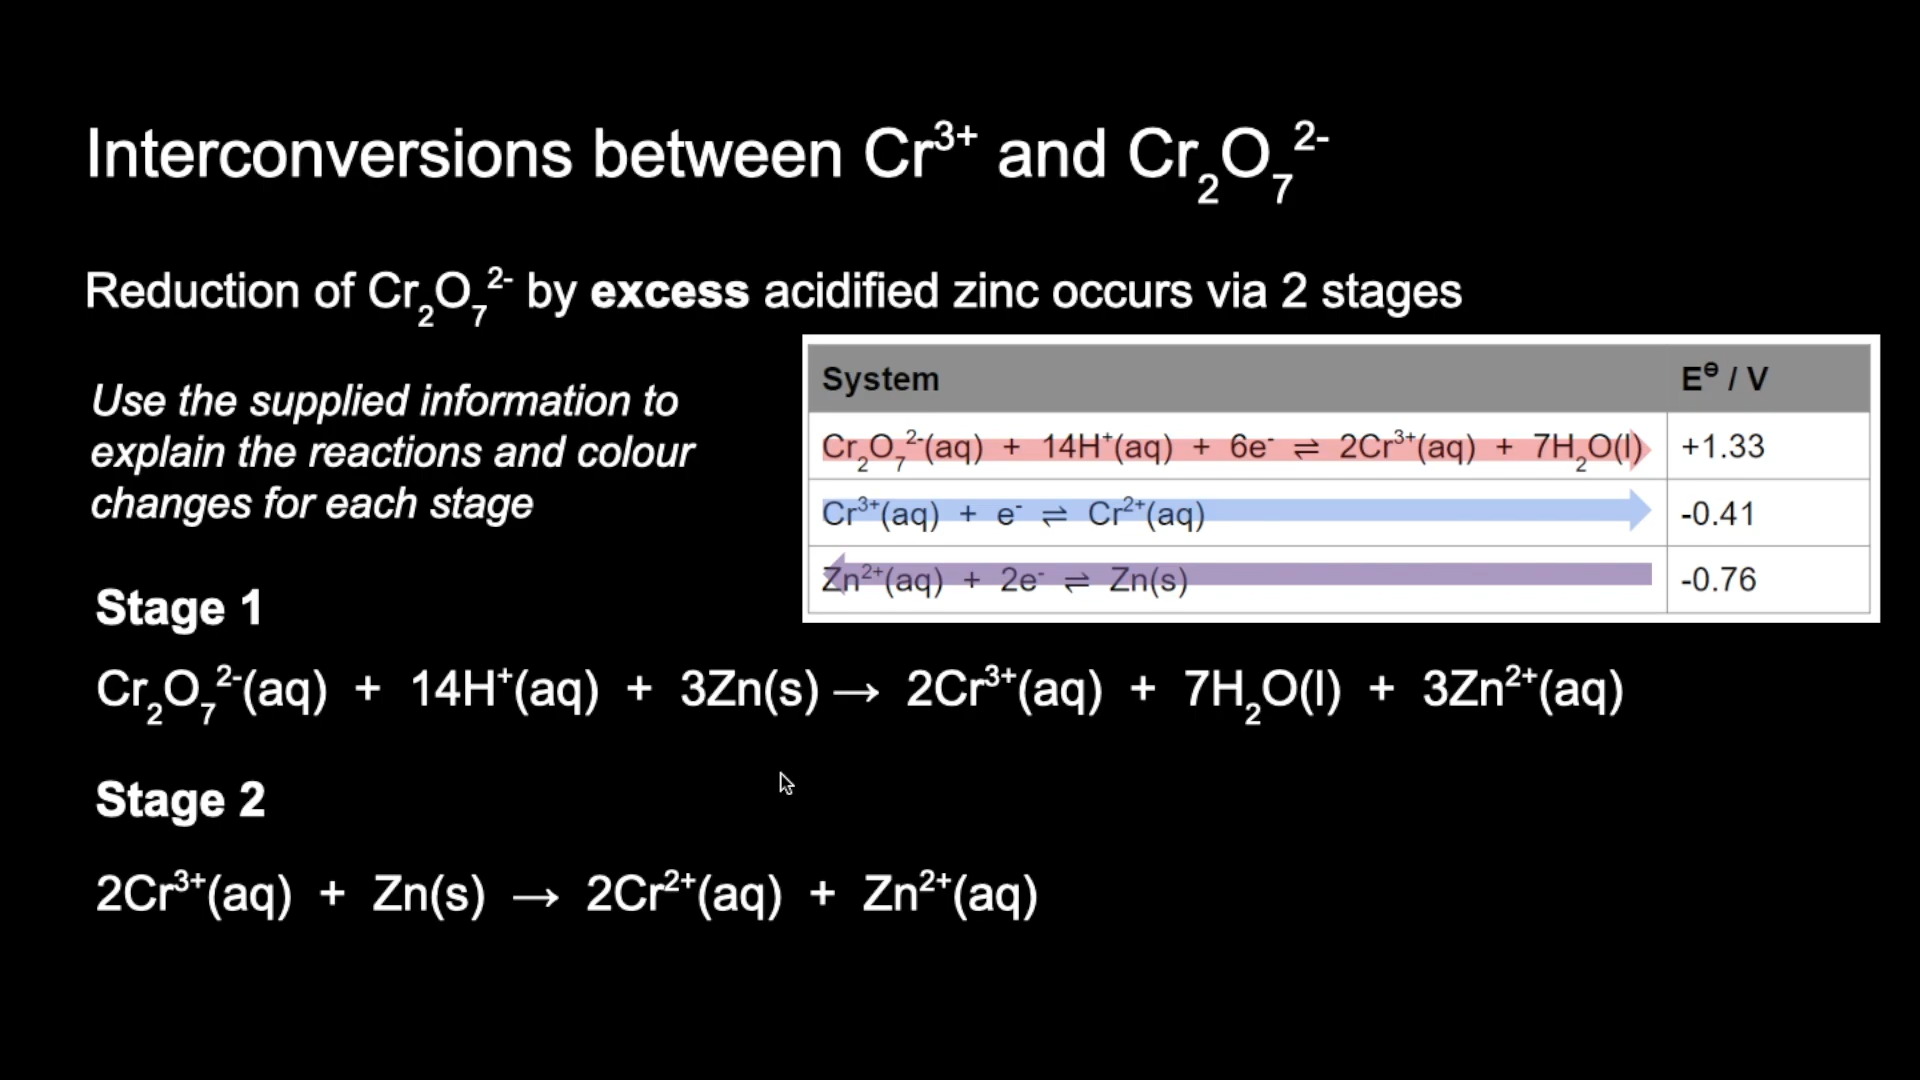 Interconversions between Cr³⁺ and Cr₂O₇²⁻
Reduction of Cr₂O₇²⁻ by excess acidified zinc occurs via 2 stages
Use the supplied information to
explain the reactions and colour
changes for each stage
System E⦵ / V
Cr₂O₇²⁻(aq) + 14H⁺(aq) + 6e⁻ ⇌ 2Cr³⁺(aq) + 7H₂O(l) +1.33
Cr³⁺(aq) + e⁻ ⇌ Cr²⁺(aq) -0.41
Zn²⁺(aq) + 2e⁻ ⇌ Zn(s) -0.76
Stage 1
Cr₂O₇²⁻(aq) + 14H⁺(aq) + 3Zn(s) → 2Cr³⁺(aq) + 7H₂O(l) + 3Zn²⁺(aq)
Stage 2
2Cr³⁺(aq) + Zn(s) → 2Cr²⁺(aq) + Zn²⁺(aq)